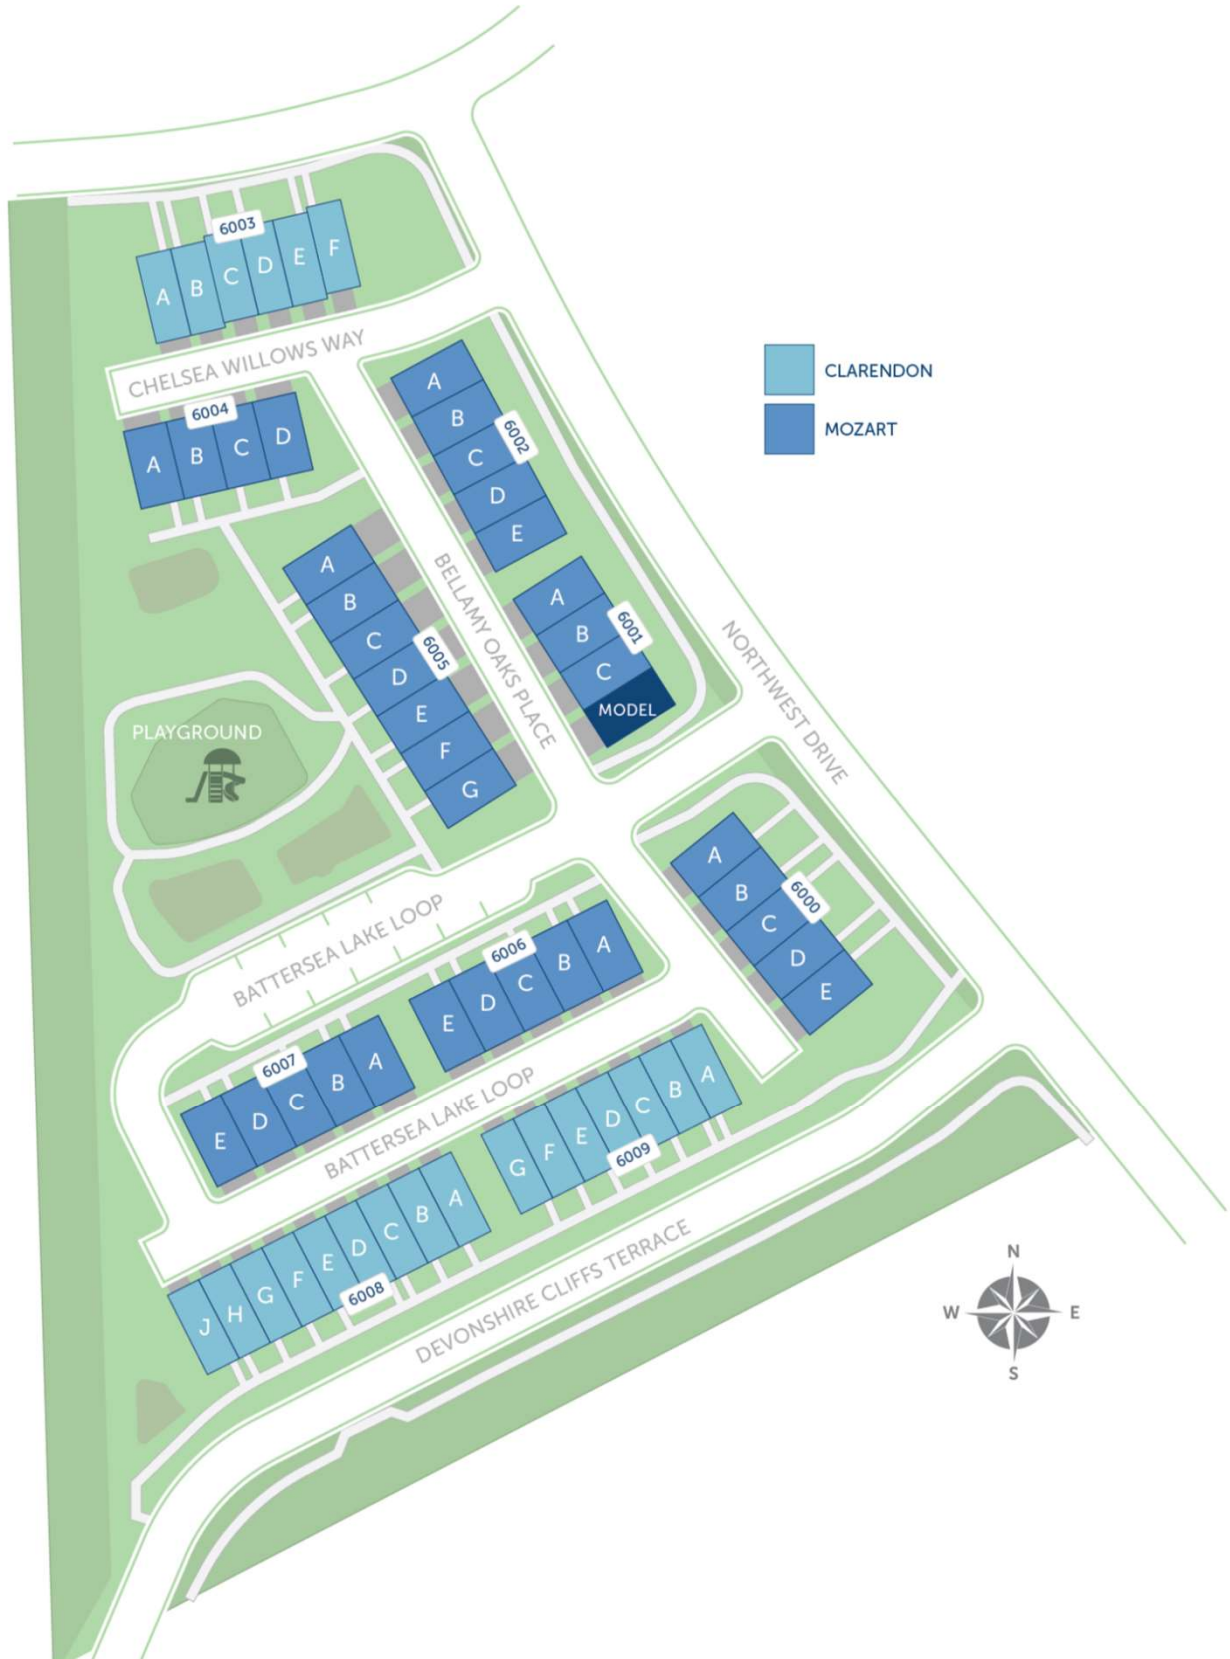 6003
A B C D E F
CHELSEA WILLOWS WAY
6004
A B C D
A
B
C
D
E
6002
CLARENDON
MOZART
A
B
C
D
E
F
G
6005
BELLAMY OAKS PLACE
A
B
C
MODEL
6001
NORTHWEST DRIVE
PLAYGROUND
A
B
C
D
E
6000
BATTERSEA LAKE LOOP
6006
E D C B A
6007
E D C B A
BATTERSEA LAKE LOOP
G F E D C B A
6009
J H G F E D C B A
6008
DEVONSHIRE CLIFFS TERRACE
N
W E
S